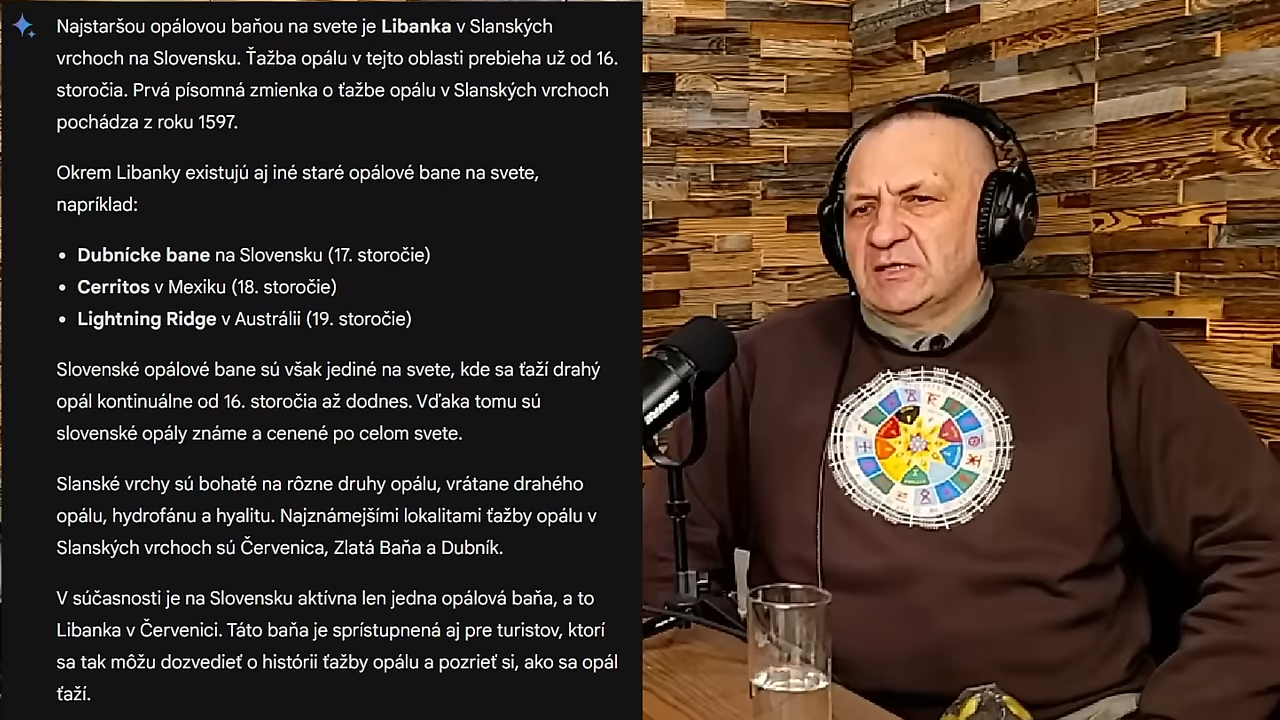 Najstaršou opálovou baňou na svete je Libanka v Slanských
vrchoch na Slovensku. Ťažba opálu v tejto oblasti prebieha už od 16.
storočia. Prvá písomná zmienka o ťažbe opálu v Slanských vrchoch
pochádza z roku 1597.
Okrem Libanky existujú aj iné staré opálové bane na svete,
napríklad:
• Dubnícke bane na Slovensku (17. storočie)
• Cerritos v Mexiku (18. storočie)
• Lightning Ridge v Austrálii (19. storočie)
Slovenské opálové bane sú však jediné na svete, kde sa ťaží drahý
opál kontinuálne od 16. storočia až dodnes. Vďaka tomu sú
slovenské opály známe a cenené po celom svete.
Slanské vrchy sú bohaté na rôzne druhy opálu, vrátane drahého
opálu, hydrofánu a hyalitu. Najznámejšími lokalitami ťažby opálu v
Slanských vrchoch sú Červenica, Zlatá Baňa a Dubník.
V súčasnosti je na Slovensku aktívna len jedna opálová baňa, a to
Libanka v Červenici. Táto baňa je sprístupnená aj pre turistov, ktorí
sa tak môžu dozvedieť o histórii ťažby opálu a pozrieť si, ako sa opál
ťaží.